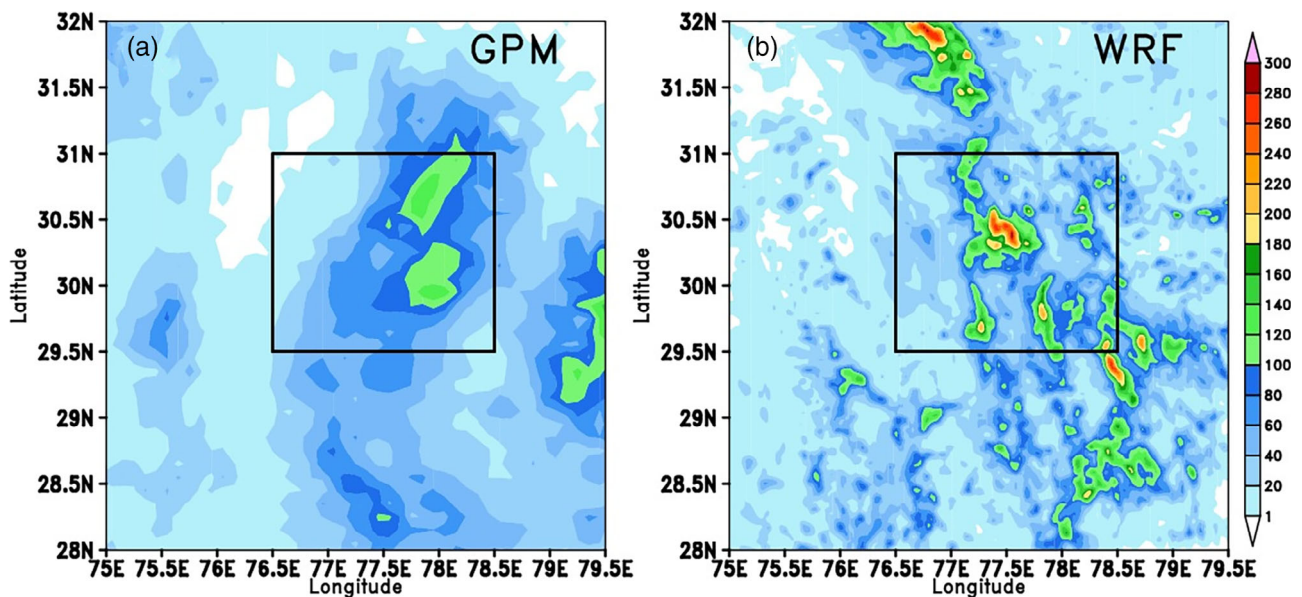 (a) GPM
32N
31.5N
31N
30.5N
30N
29.5N
29N
28.5N
28N
Latitude
75E 75.5E 76E 76.5E 77E 77.5E 78E 78.5E 79E 79.5E
Longitude
(b) WRF
32N
31.5N
31N
30.5N
30N
29.5N
29N
28.5N
28N
Latitude
75E 75.5E 76E 76.5E 77E 77.5E 78E 78.5E 79E 79.5E
Longitude
300
280
260
240
220
200
180
160
140
120
100
80
60
40
20
1